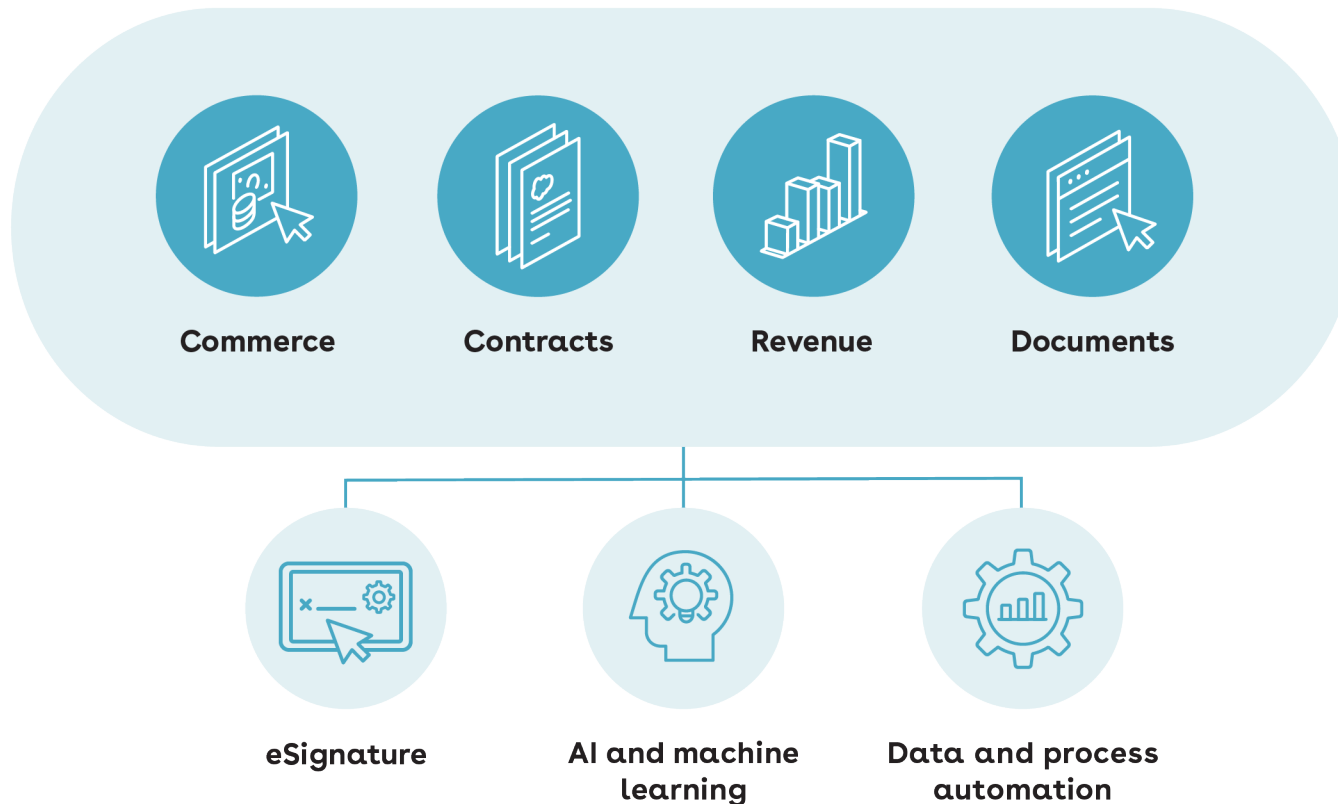 Commerce
Contracts
Revenue
Documents
eSignature
AI and machine
learning
Data and process
automation